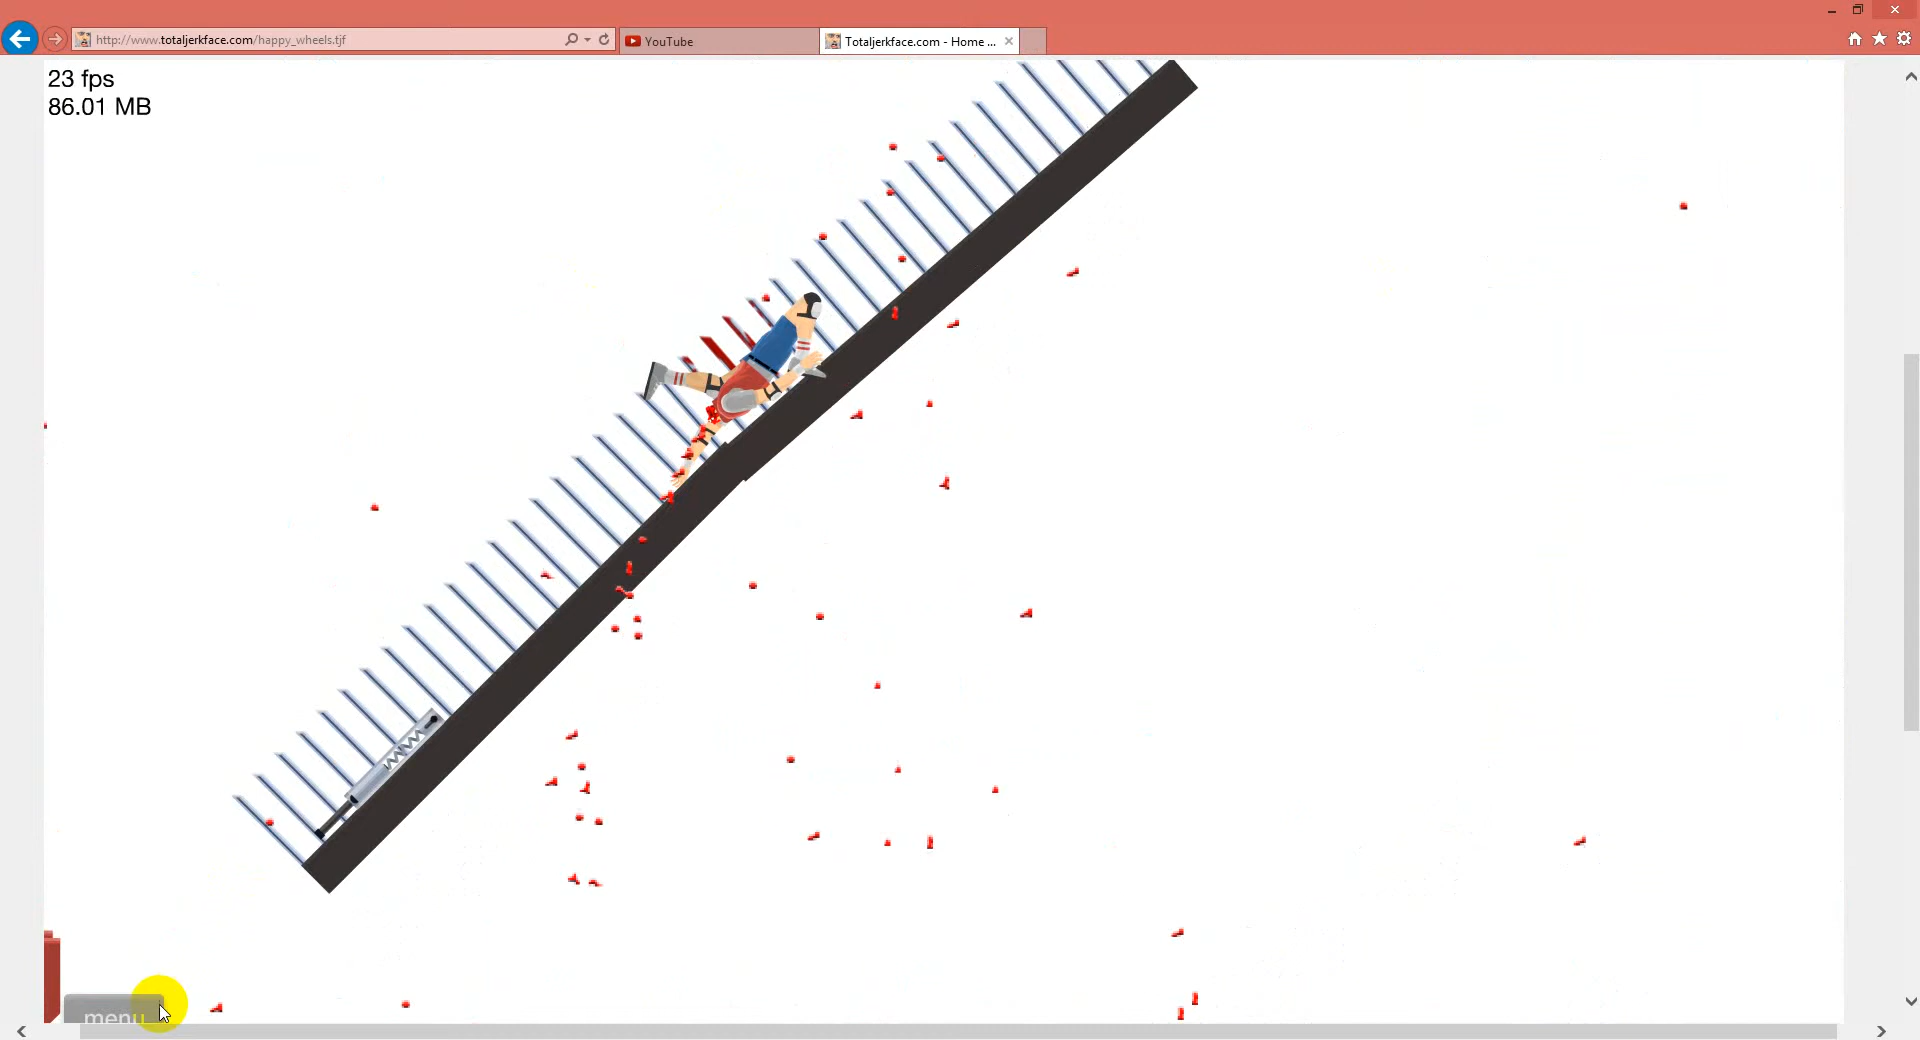 http://www.totaljerkface.com/happy_wheels.tjf
YouTube
Totaljerkface.com - Home ...
23 fps
86.01 MB
menu